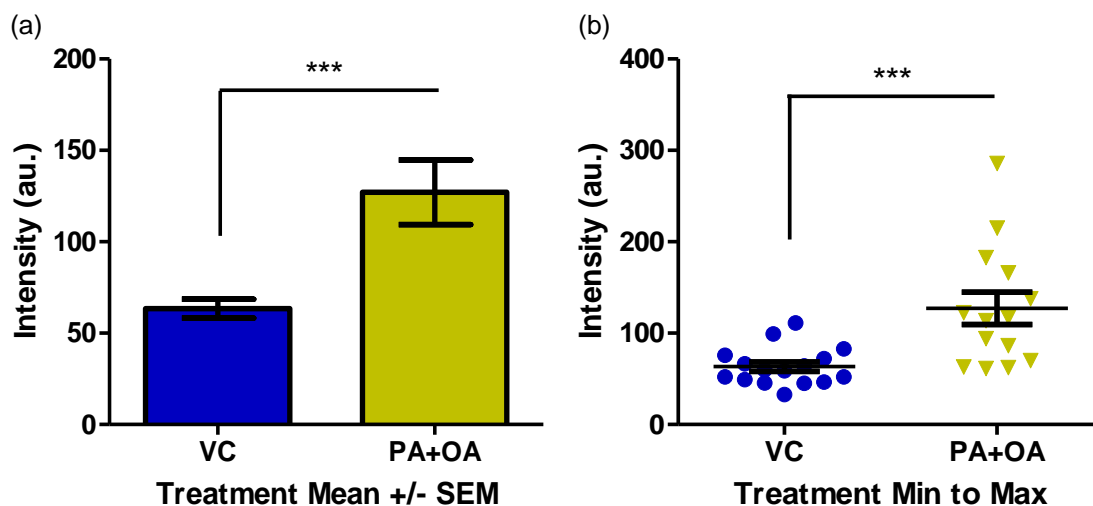 (a)
200
150
100
50
0
Intensity (au.)
***
VC PA+OA
Treatment Mean +/- SEM
(b)
400
300
200
100
0
Intensity (au.)
***
VC PA+OA
Treatment Min to Max